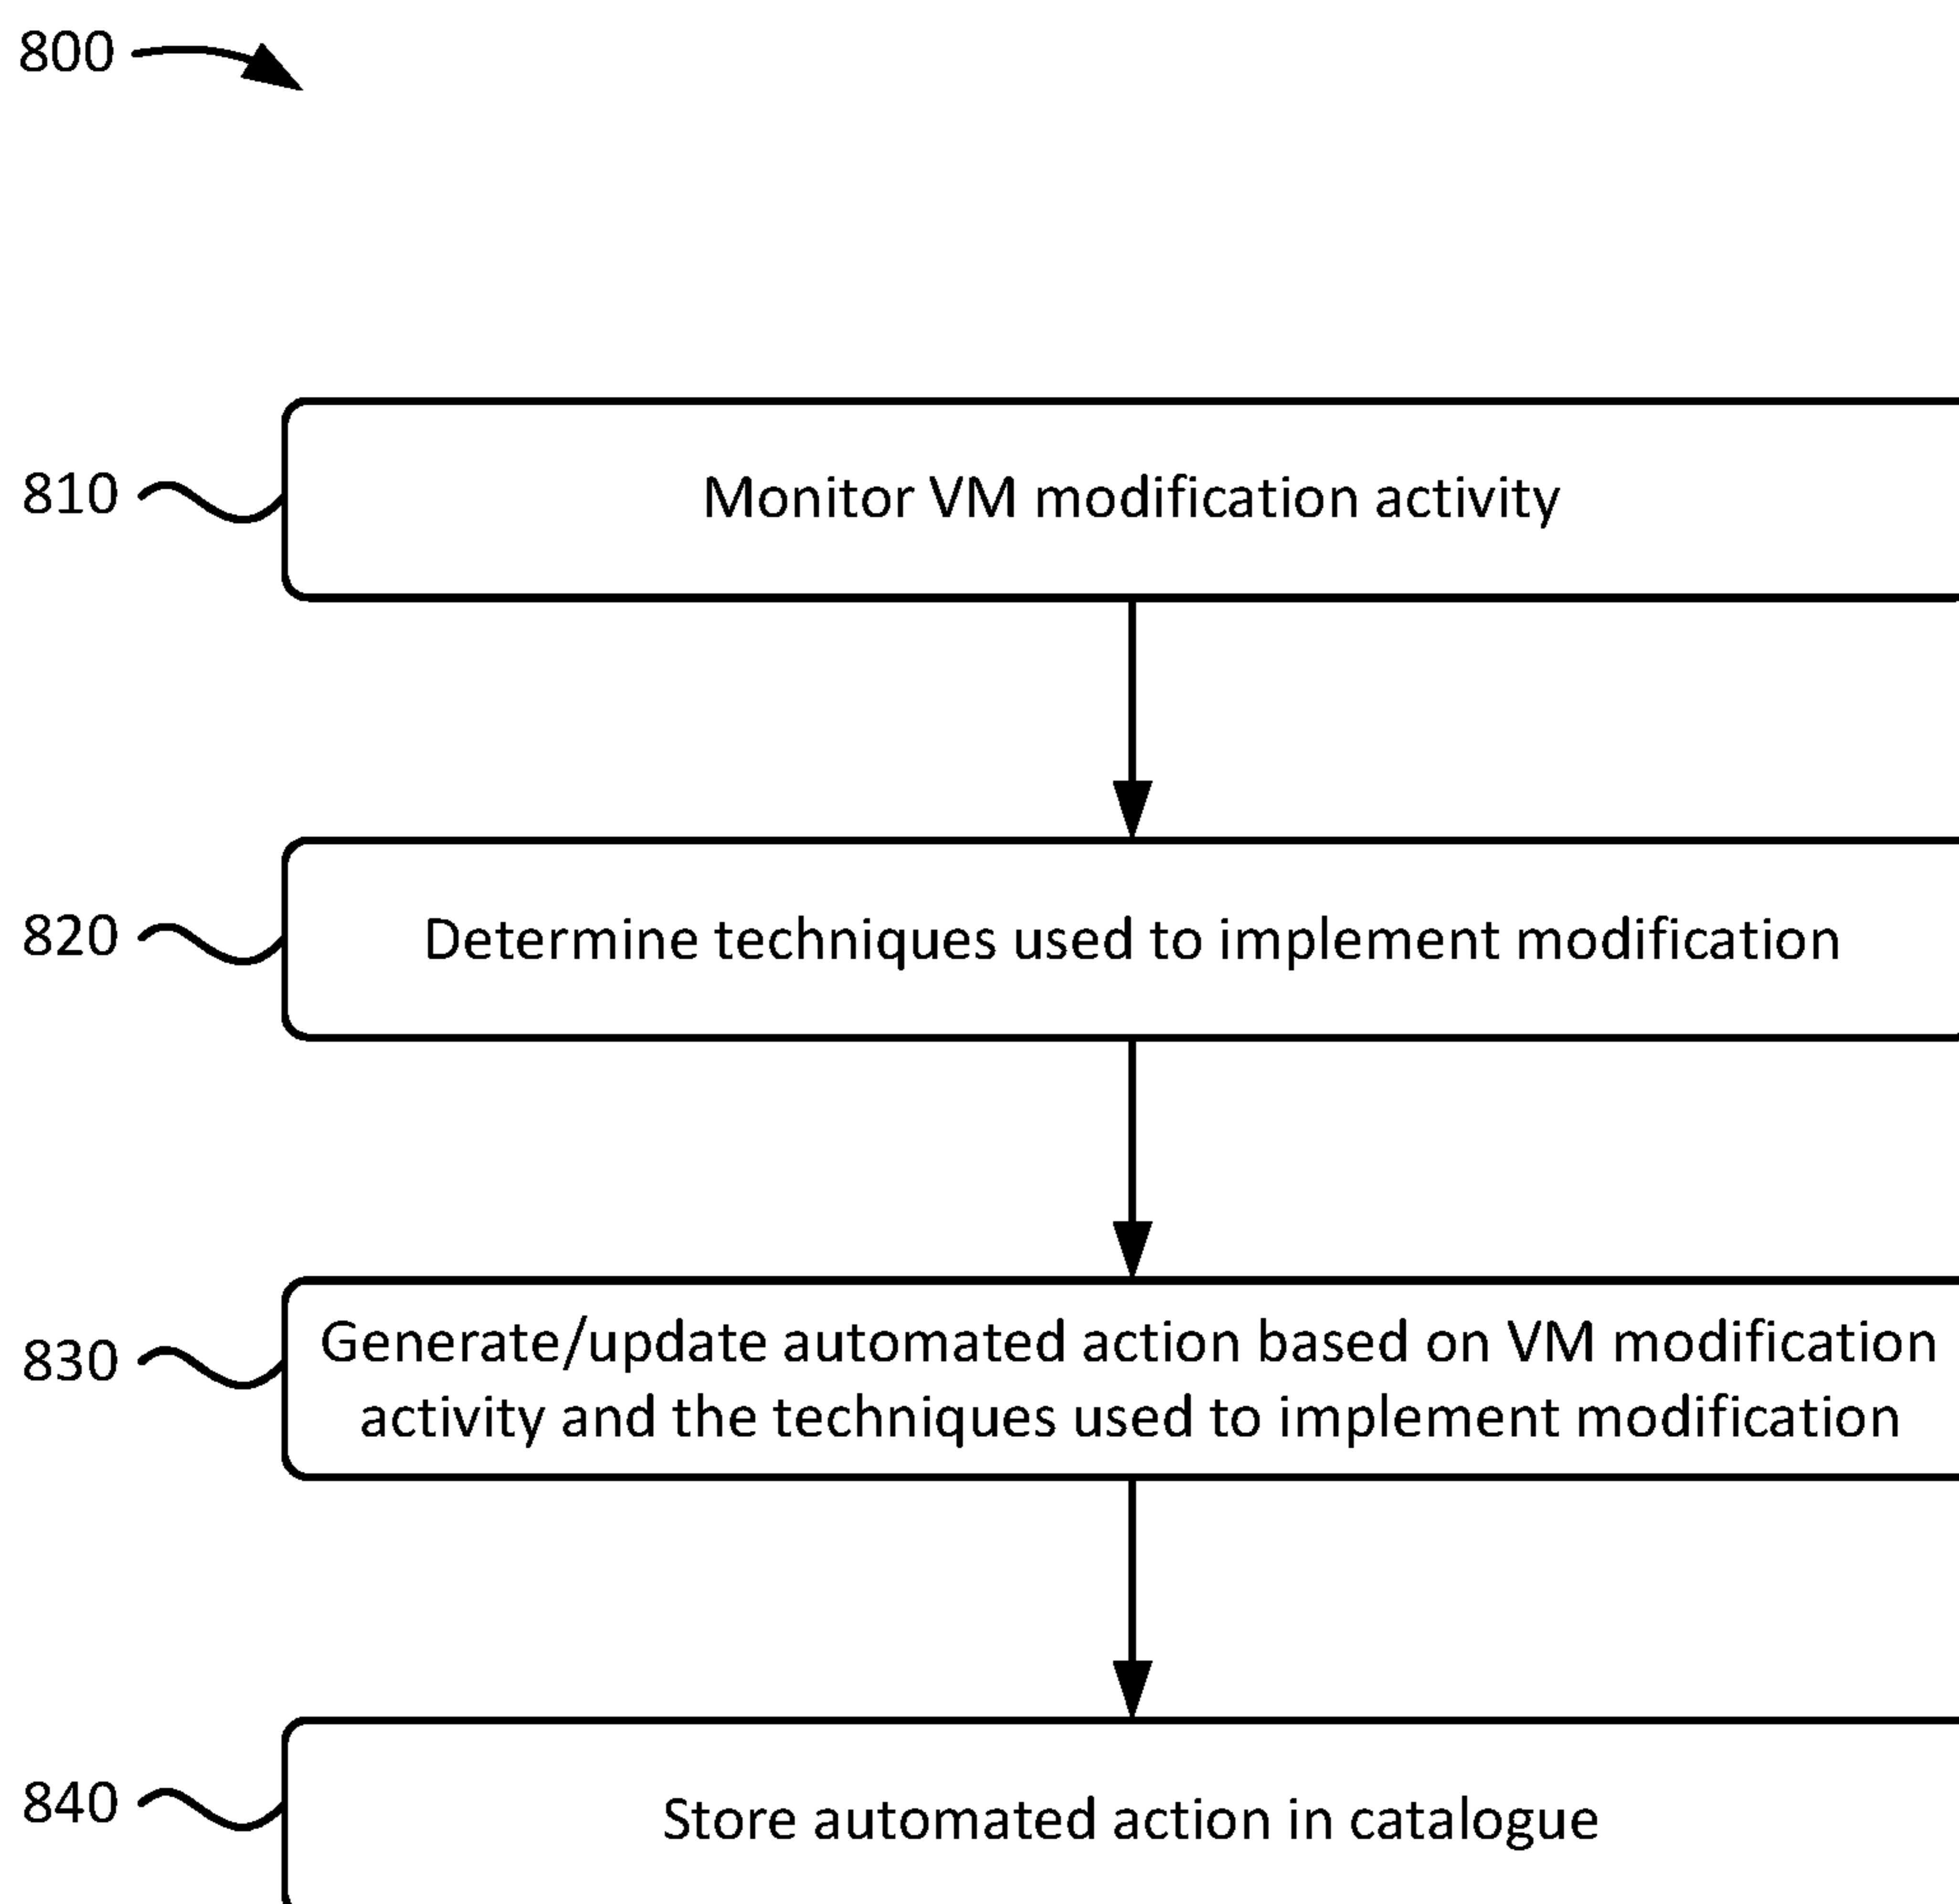 800
810
Monitor VM modification activity
820
Determine techniques used to implement modification
830
Generate/update automated action based on VM modification
activity and the techniques used to implement modification
840
Store automated action in catalogue